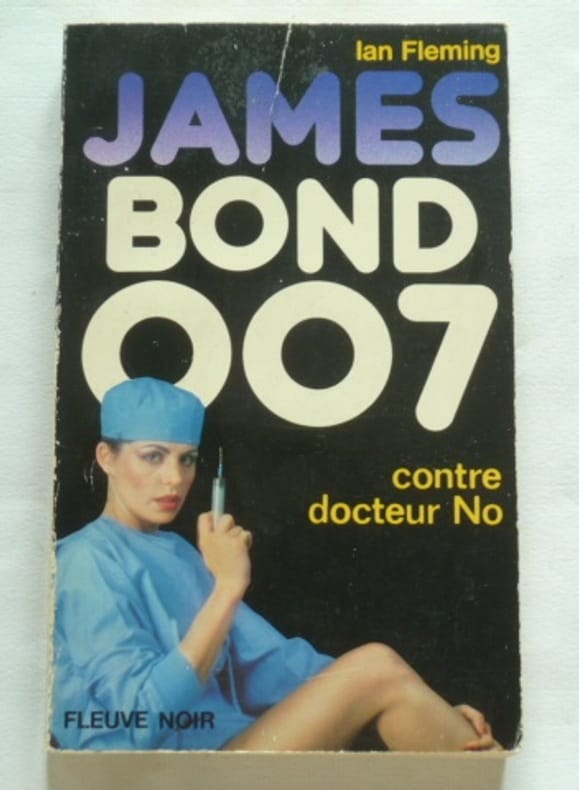 Ian Fleming
JAMES
BOND
007
contre
docteur No
FLEUVE NOIR